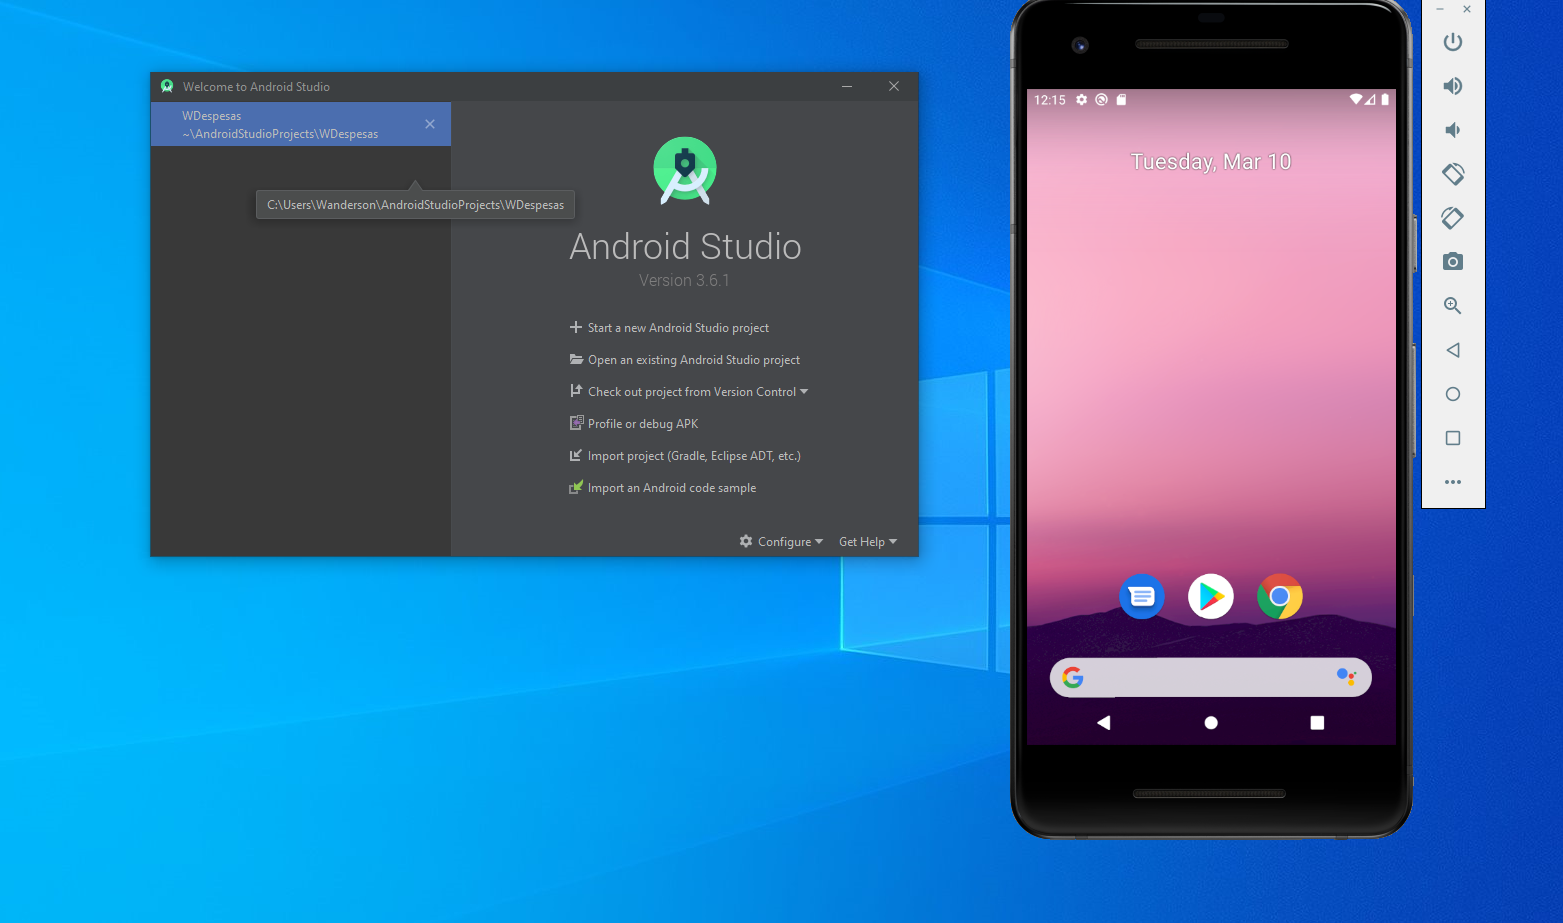 Welcome to Android Studio
WDespesas
~\AndroidStudioProjects\WDespesas
C:\Users\Wanderson\AndroidStudioProjects\WDespesas
Android Studio
Version 3.6.1
Start a new Android Studio project
Open an existing Android Studio project
Check out project from Version Control
Profile or debug APK
Import project (Gradle, Eclipse ADT, etc.)
Import an Android code sample
Configure
Get Help
12:15
Tuesday, Mar 10